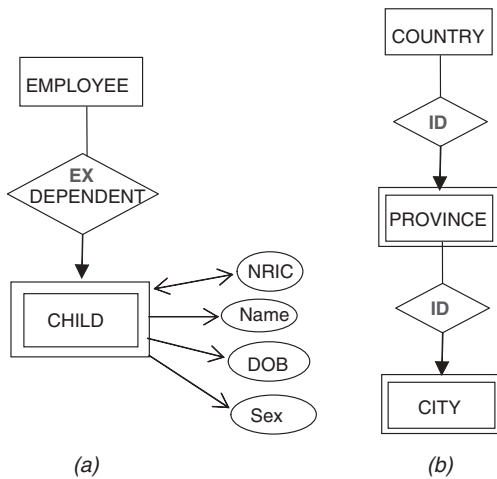 EMPLOYEE
EX
DEPENDENT
CHILD
NRIC
Name
DOB
Sex
(a)
COUNTRY
ID
PROVINCE
ID
CITY
(b)